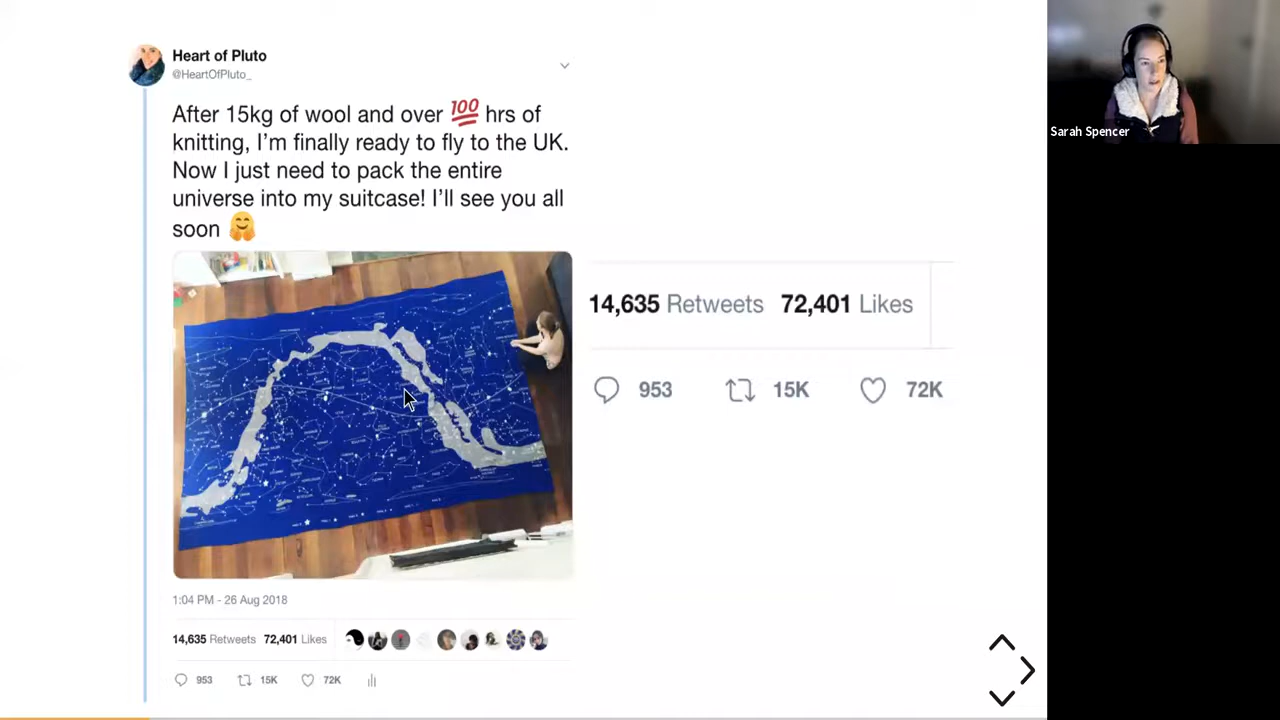 Heart of Pluto
@HeartOfPluto_
After 15kg of wool and over 💯 hrs of
knitting, I’m finally ready to fly to the UK.
Now I just need to pack the entire
universe into my suitcase! I’ll see you all
soon 🤗
1:04 PM - 26 Aug 2018
14,635 Retweets 72,401 Likes
953 15K 72K
14,635 Retweets 72,401 Likes
953 15K 72K
Sarah Spencer